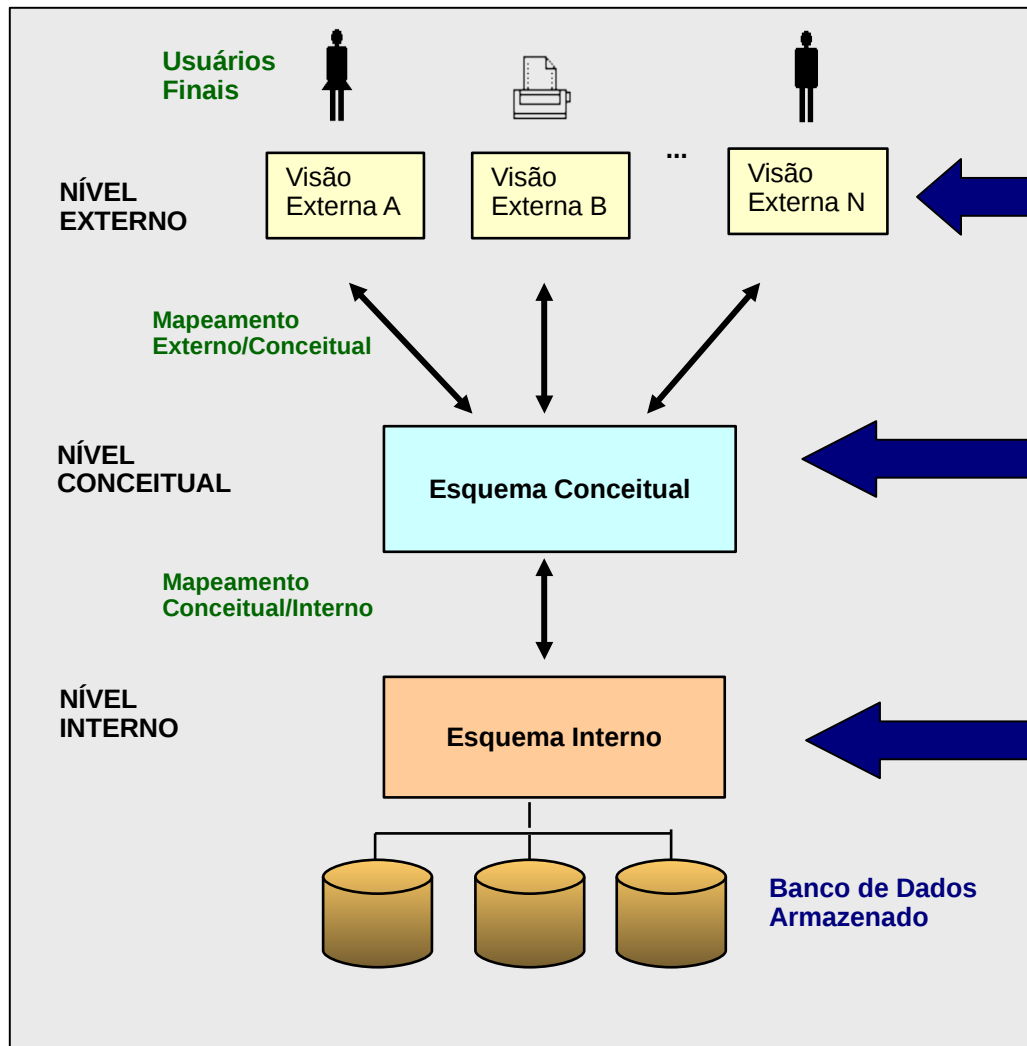 Usuários
Finais
...
NÍVEL
EXTERNO
Visão
Externa A
Visão
Externa B
Visão
Externa N
Mapeamento
Externo/Conceitual
NÍVEL
CONCEITUAL
Esquema Conceitual
Mapeamento
Conceitual/Interno
NÍVEL
INTERNO
Esquema Interno
Banco de Dados
Armazenado